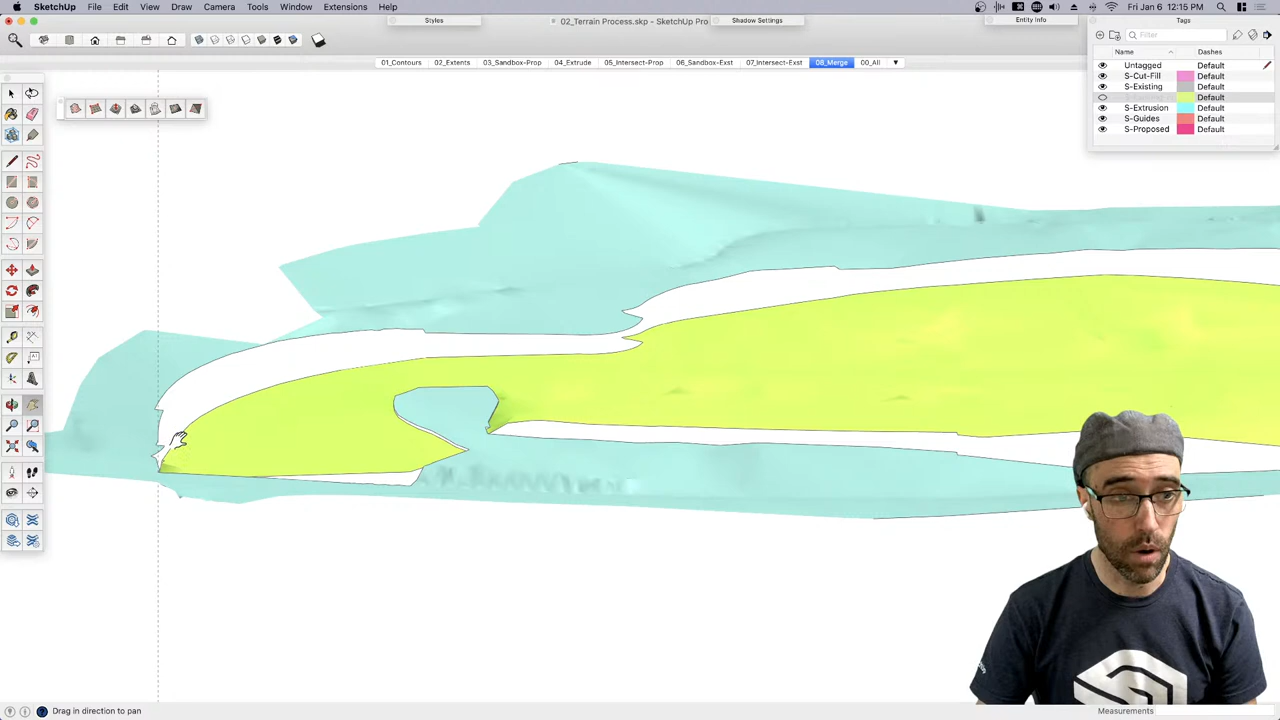 SketchUp File Edit View Camera Draw Tools Window Extensions Help Fri Jan 6 12:15 PM
Styles
02_Terrain Process.skp - SketchUp Pro
Shadow Settings
Entity Info
Tags
Filter
Name Dashes
01_Contours 02_Extents 03_Sandbox-Prop 04_Extrude 05_Intersect-Prop 06_Sandbox-Exst 07_Intersect-Exst 08_Merge 00_All
Untagged Default
S-Cut-Fill Default
S-Existing Default
Default
S-Extrusion Default
S-Guides Default
S-Proposed Default
Drag in direction to pan
Measurements